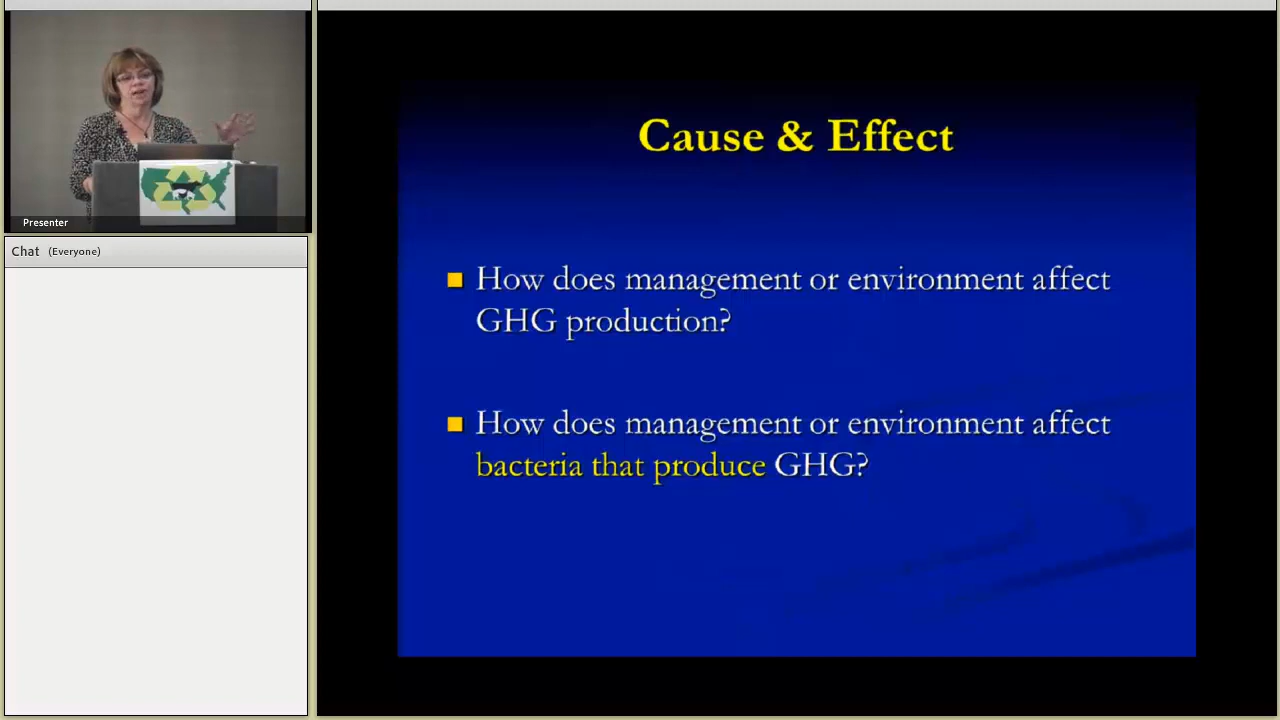 Presenter
Chat (Everyone)
Cause & Effect
How does management or environment affect
GHG production?
How does management or environment affect
bacteria that produce GHG?